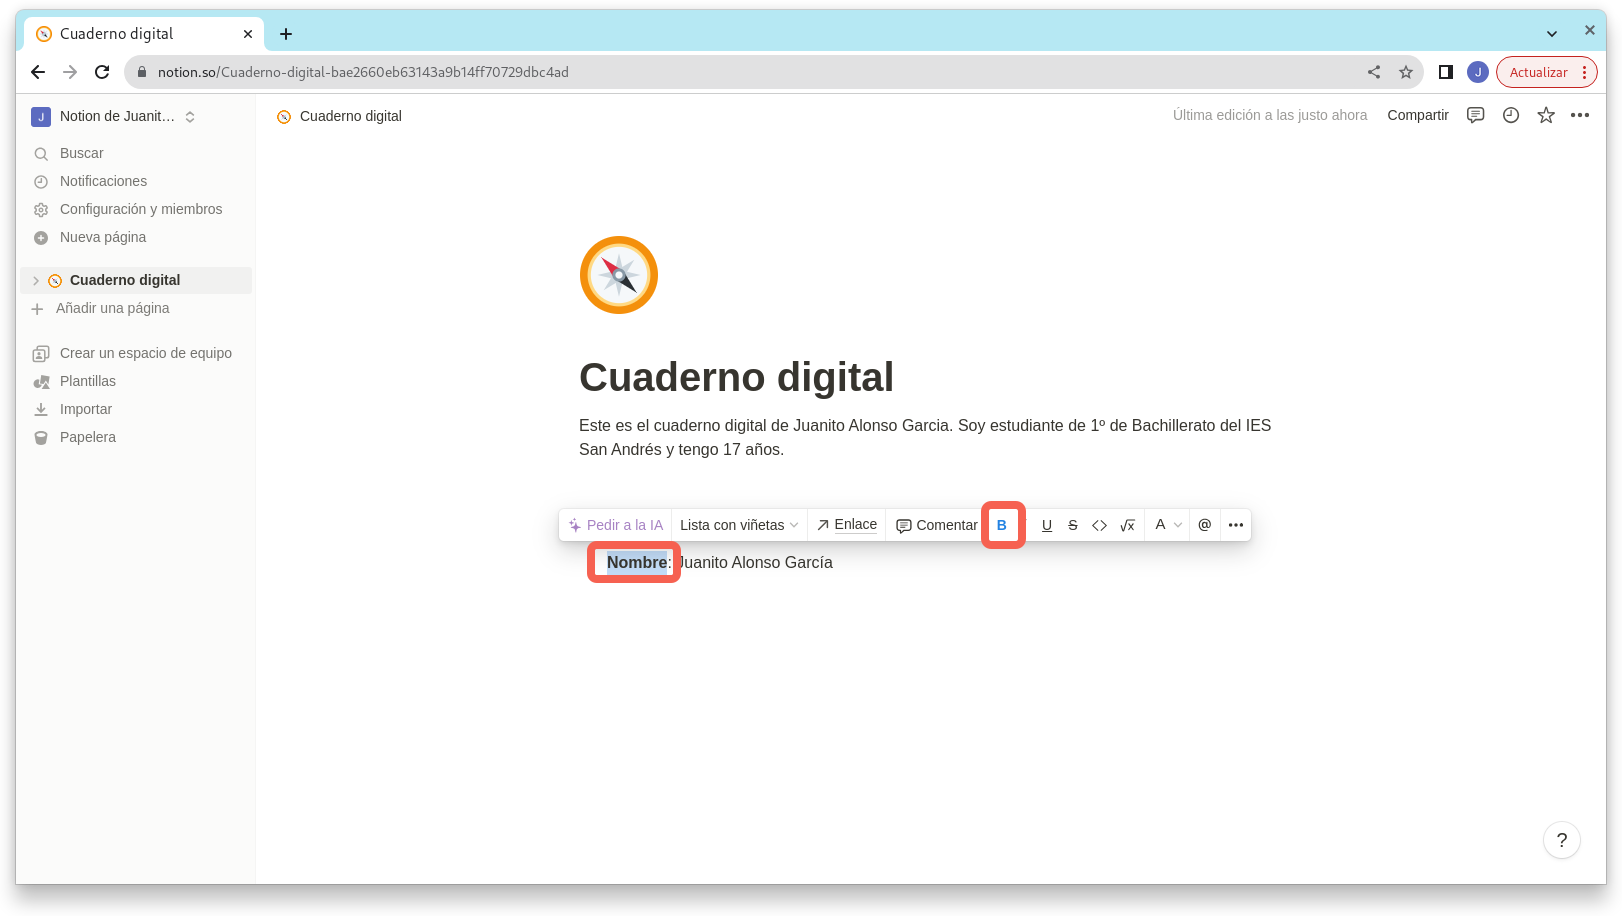 Cuaderno digital
notion.so/Cuaderno-digital-bae2660eb63143a9b14ff70729dbc4ad
J
Actualizar
J Notion de Juanit…
Cuaderno digital
Última edición a las justo ahora
Compartir
Buscar
Notificaciones
Configuración y miembros
Nueva página
Cuaderno digital
Añadir una página
Crear un espacio de equipo
Plantillas
Importar
Papelera
Cuaderno digital
Este es el cuaderno digital de Juanito Alonso Garcia. Soy estudiante de 1º de Bachillerato del IES
San Andrés y tengo 17 años.
Pedir a la IA Lista con viñetas Enlace Comentar B U S <> √x A @ •••
Nombre: Juanito Alonso García
?